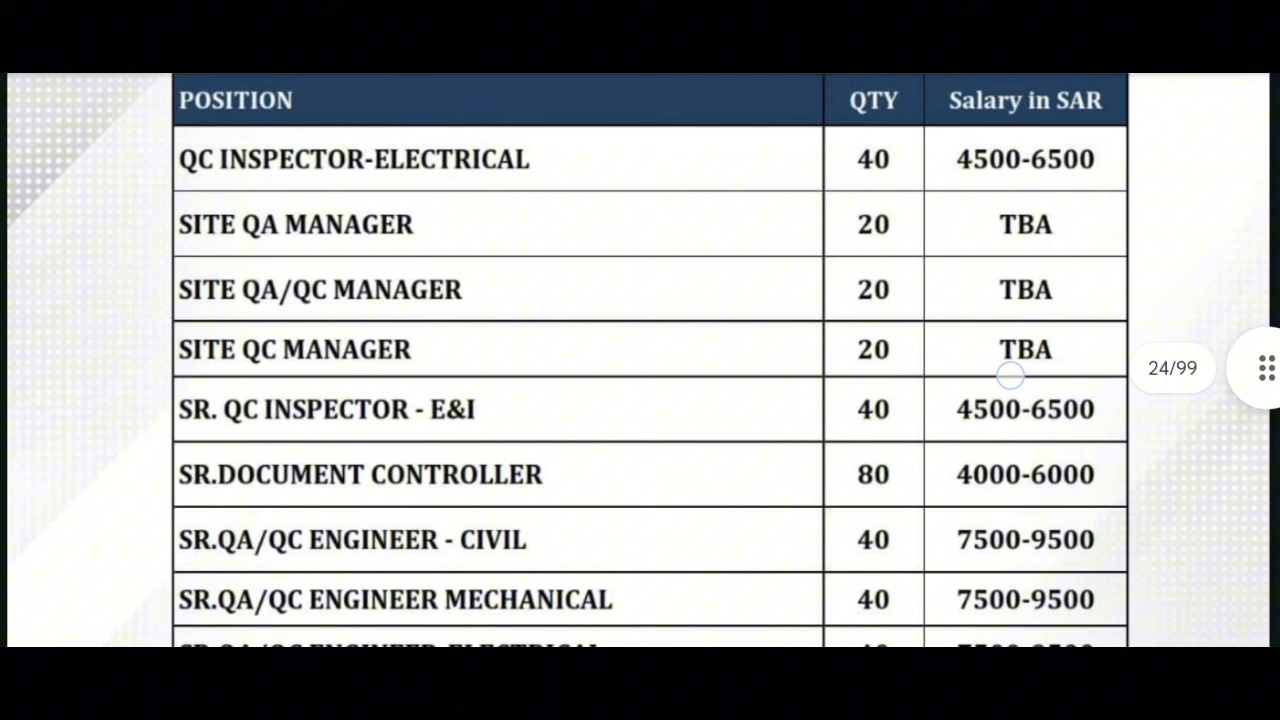 POSITION QTY Salary in SAR
QC INSPECTOR-ELECTRICAL 40 4500-6500
SITE QA MANAGER 20 TBA
SITE QA/QC MANAGER 20 TBA
SITE QC MANAGER 20 TBA
SR. QC INSPECTOR - E&I 40 4500-6500
SR.DOCUMENT CONTROLLER 80 4000-6000
SR.QA/QC ENGINEER - CIVIL 40 7500-9500
SR.QA/QC ENGINEER MECHANICAL 40 7500-9500
24/99